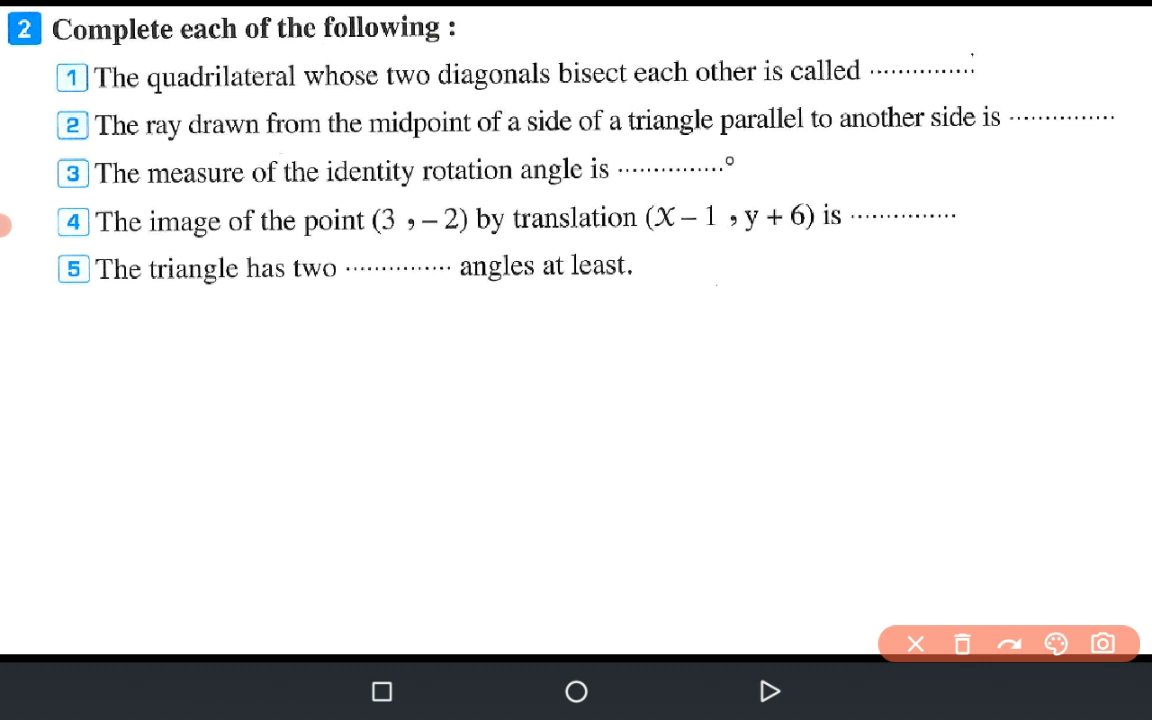 2 Complete each of the following :
1 The quadrilateral whose two diagonals bisect each other is called ...............
2 The ray drawn from the midpoint of a side of a triangle parallel to another side is ...............
3 The measure of the identity rotation angle is ...............°
4 The image of the point (3 , – 2) by translation (X – 1 , y + 6) is ...............
5 The triangle has two ............... angles at least.